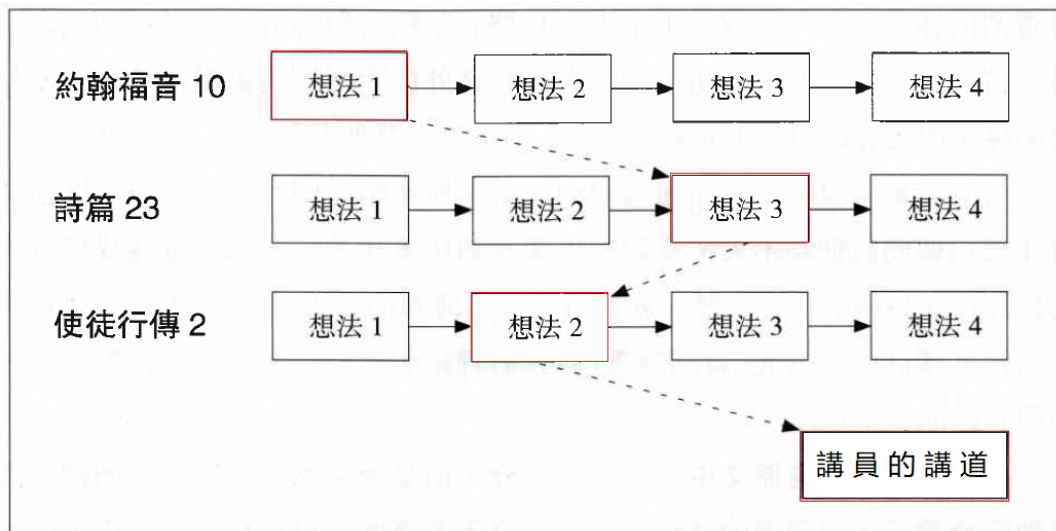 約翰福音 10 想法 1 想法 2 想法 3 想法 4
詩篇 23 想法 1 想法 2 想法 3 想法 4
使徒行傳 2 想法 1 想法 2 想法 3 想法 4
講員的講道